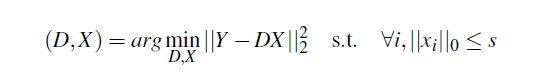 (D,X) = arg min_{D,X} ||Y − DX||_2^2 s.t. ∀i, ||x_i||_0 ≤ s